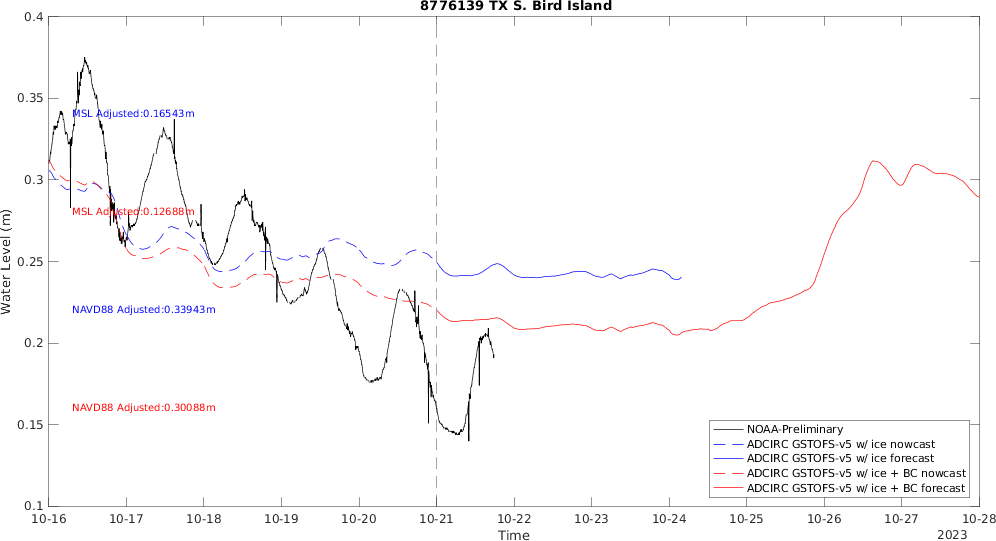 8776139 TX S. Bird Island
0.4
0.35
0.3
0.25
0.2
0.15
0.1
Water Level (m)
MSL Adjusted:0.16543m
MSL Adjusted:0.12688m
NAVD88 Adjusted:0.33943m
NAVD88 Adjusted:0.30088m
NOAA-Preliminary
ADCIRC GSTOFS-v5 w/ ice nowcast
ADCIRC GSTOFS-v5 w/ ice forecast
ADCIRC GSTOFS-v5 w/ ice + BC nowcast
ADCIRC GSTOFS-v5 w/ ice + BC forecast
10-16 10-17 10-18 10-19 10-20 10-21 10-22 10-23 10-24 10-25 10-26 10-27 10-28
Time
2023